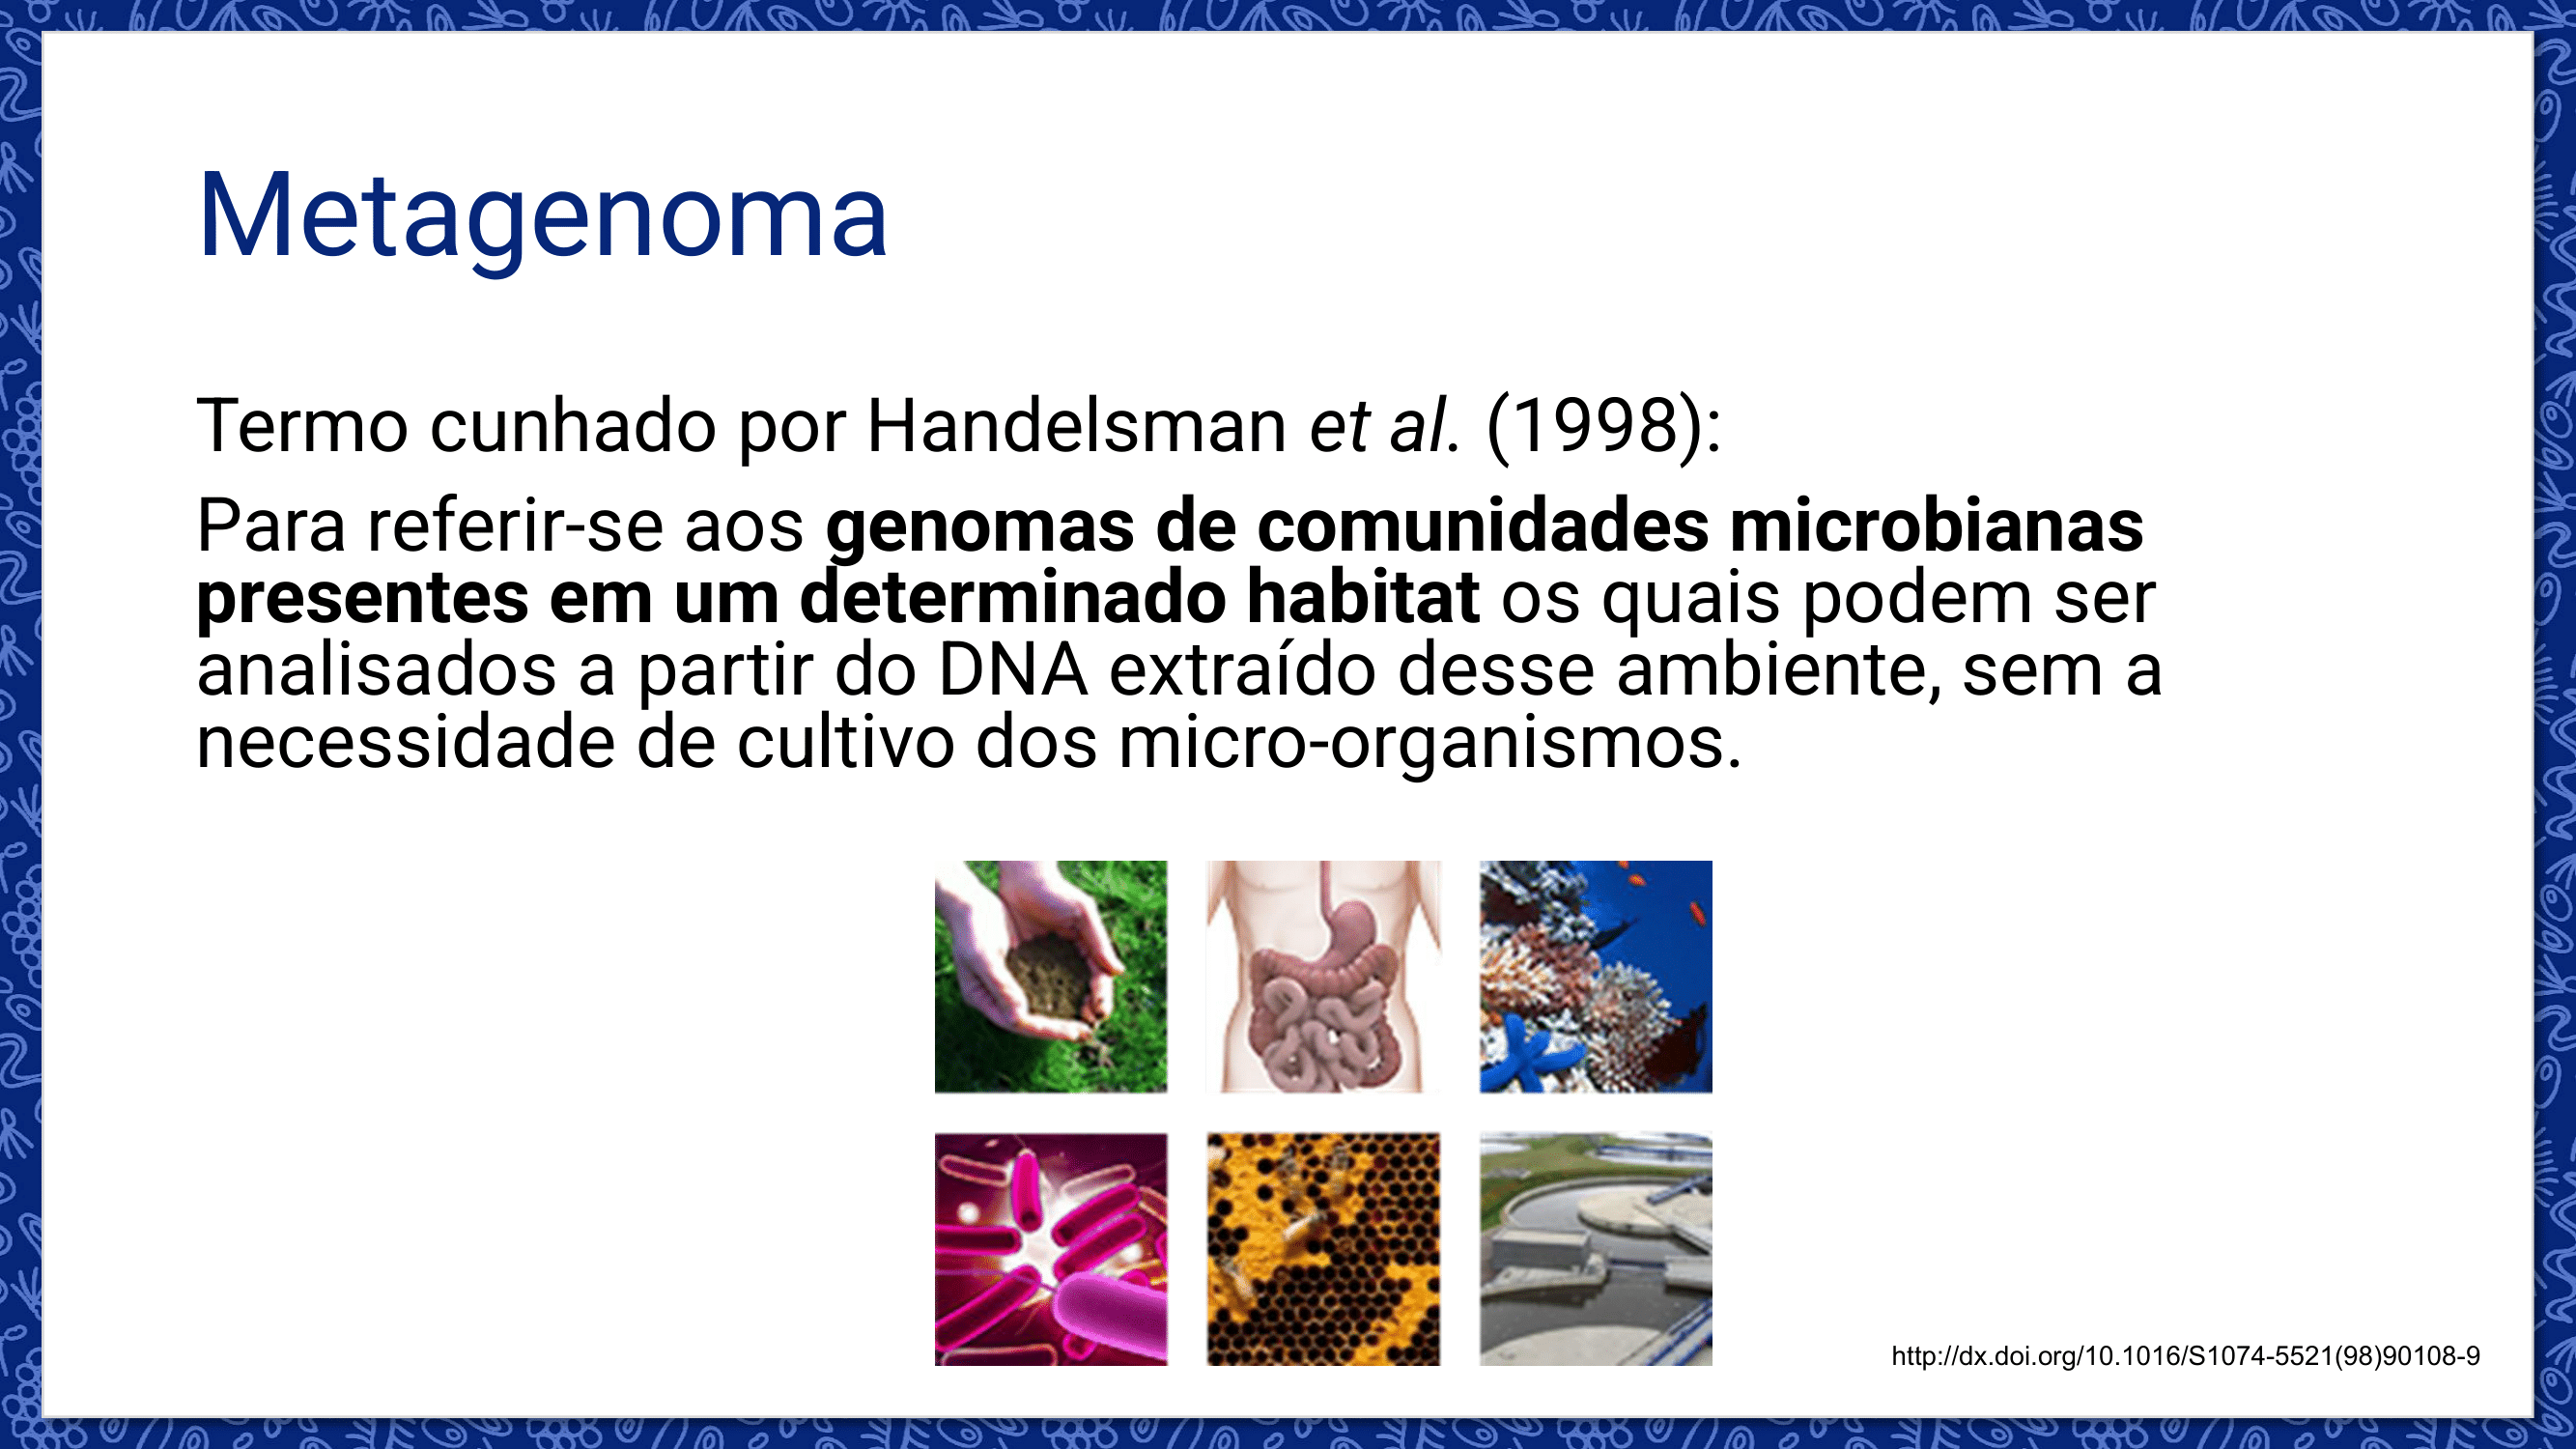 Metagenoma
Termo cunhado por Handelsman et al. (1998):
Para referir-se aos genomas de comunidades microbianas
presentes em um determinado habitat os quais podem ser
analisados a partir do DNA extraído desse ambiente, sem a
necessidade de cultivo dos micro-organismos.
http://dx.doi.org/10.1016/S1074-5521(98)90108-9